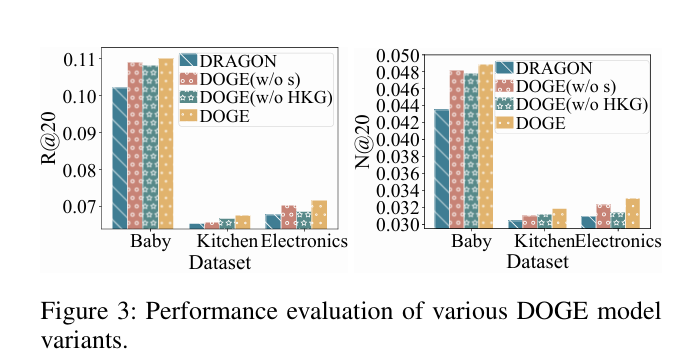 0.11
0.10
0.09
0.08
0.07
R@20
DRAGON
DOGE(w/o s)
DOGE(w/o HKG)
DOGE
Baby
Kitchen
Electronics
Dataset
0.050
0.048
0.046
0.044
0.042
0.040
0.038
0.036
0.034
0.032
0.030
N@20
DRAGON
DOGE(w/o s)
DOGE(w/o HKG)
DOGE
Baby
Kitchen
Electronics
Dataset
Figure 3: Performance evaluation of various DOGE model
variants.